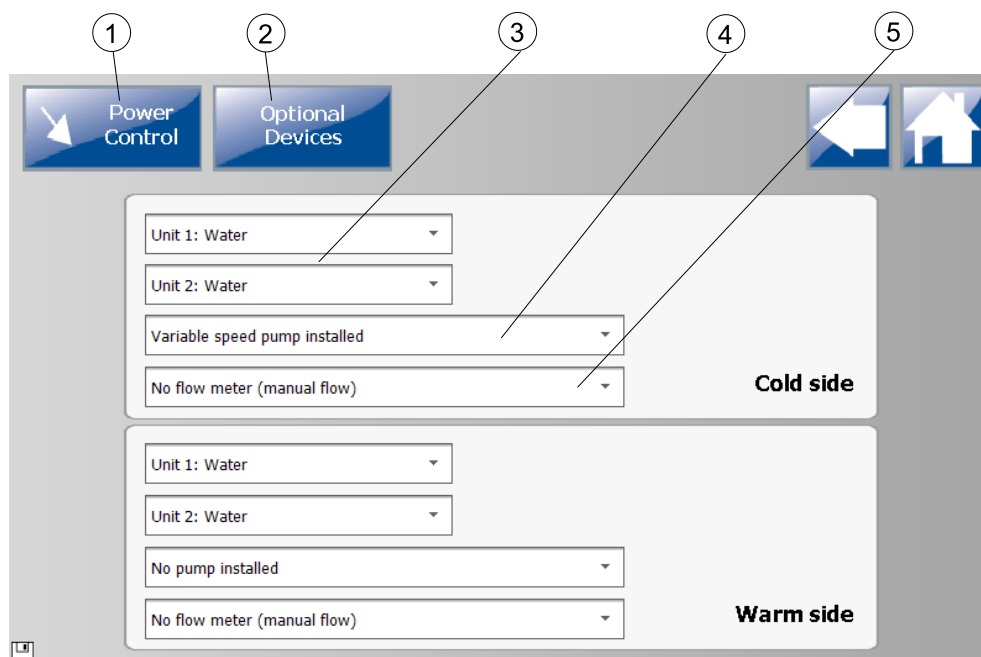 1
2
3
4
5
Power
Control
Optional
Devices
Unit 1: Water
Unit 2: Water
Variable speed pump installed
No flow meter (manual flow)
Cold side
Unit 1: Water
Unit 2: Water
No pump installed
No flow meter (manual flow)
Warm side